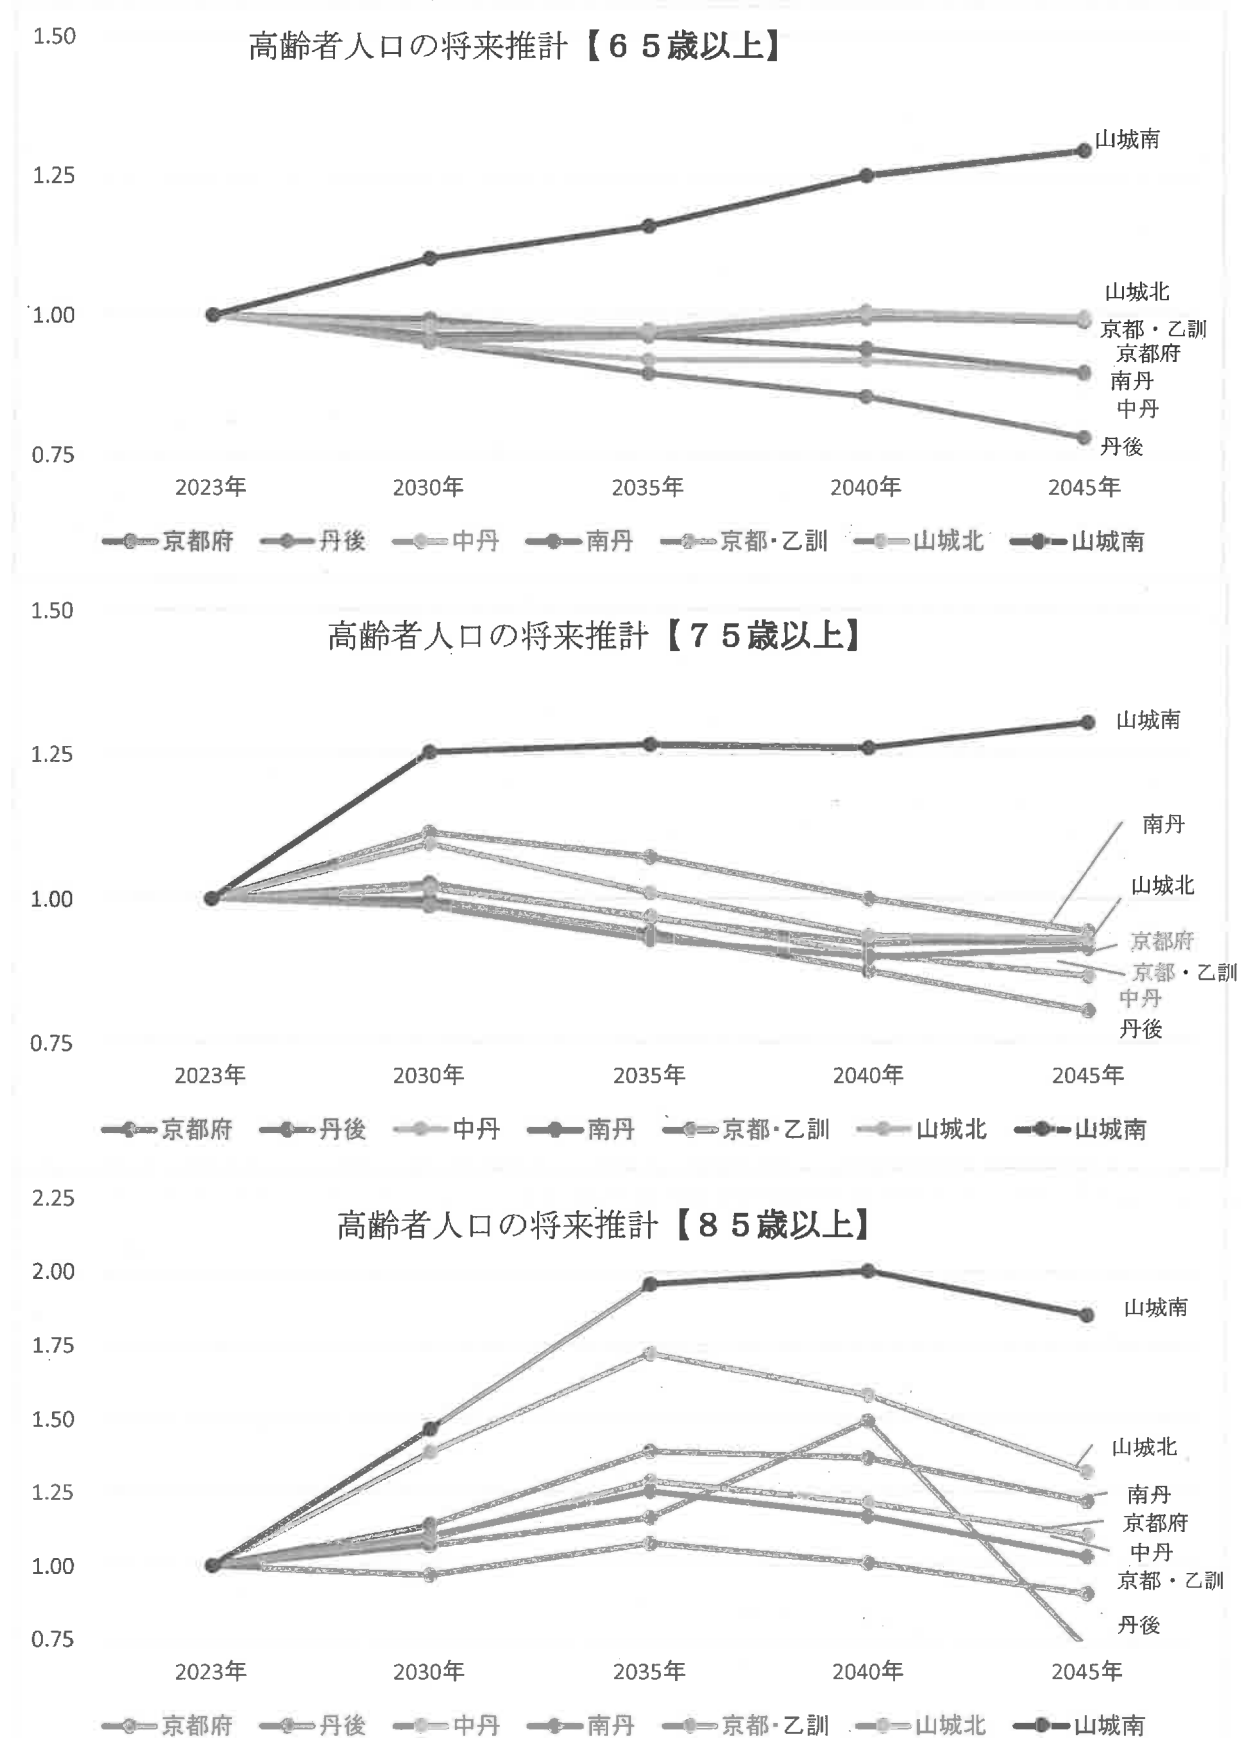 高齢者人口の将来推計【６５歳以上】
1.50
1.25
1.00
0.75
山城南
山城北
京都・乙訓
京都府
南丹
中丹
丹後
2023年 2030年 2035年 2040年 2045年
京都府 丹後 中丹 南丹 京都・乙訓 山城北 山城南
高齢者人口の将来推計【７５歳以上】
1.50
1.25
1.00
0.75
山城南
南丹
山城北
京都府
京都・乙訓
中丹
丹後
2023年 2030年 2035年 2040年 2045年
京都府 丹後 中丹 南丹 京都・乙訓 山城北 山城南
高齢者人口の将来推計【８５歳以上】
2.25
2.00
1.75
1.50
1.25
1.00
0.75
山城南
山城北
南丹
京都府
中丹
京都・乙訓
丹後
2023年 2030年 2035年 2040年 2045年
京都府 丹後 中丹 南丹 京都・乙訓 山城北 山城南